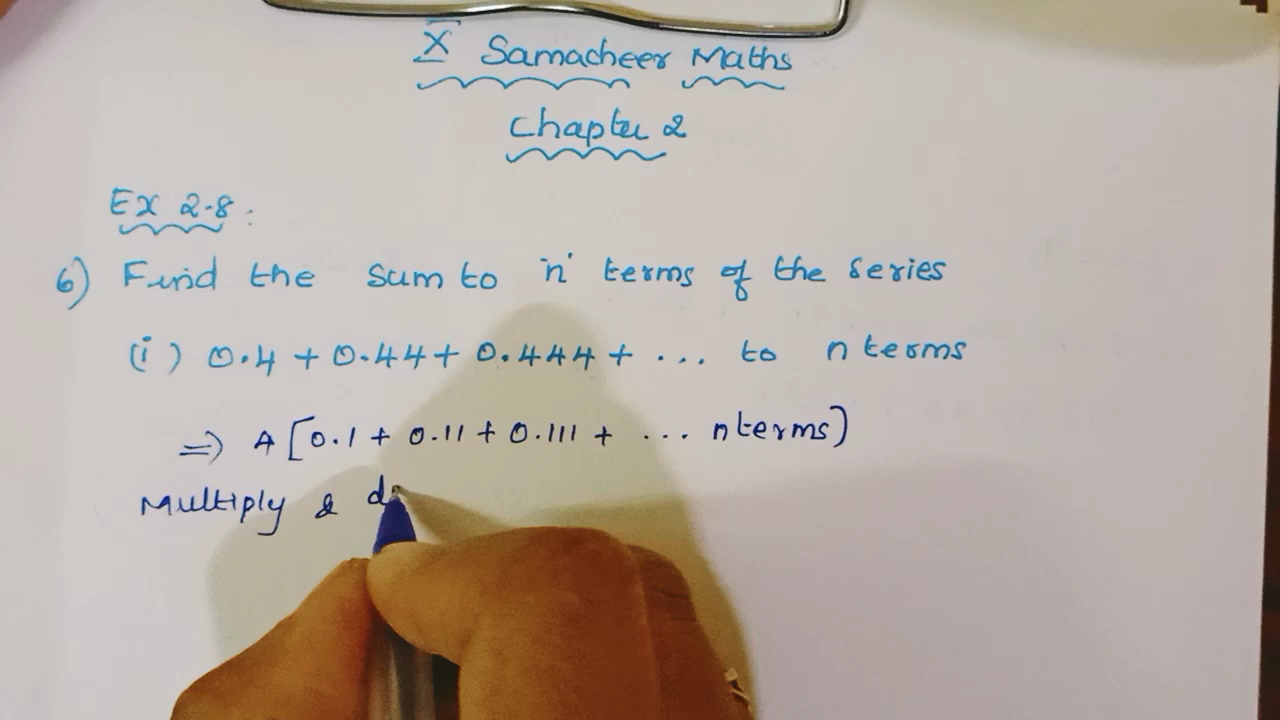 X Samacheer Maths
Chapter 2
EX 2.8:
6) Find the sum to 'n' terms of the series
(i) 0.4 + 0.44 + 0.444 + ... to n terms
=> 4 [0.1 + 0.11 + 0.111 + ... n terms)
Multiply & d